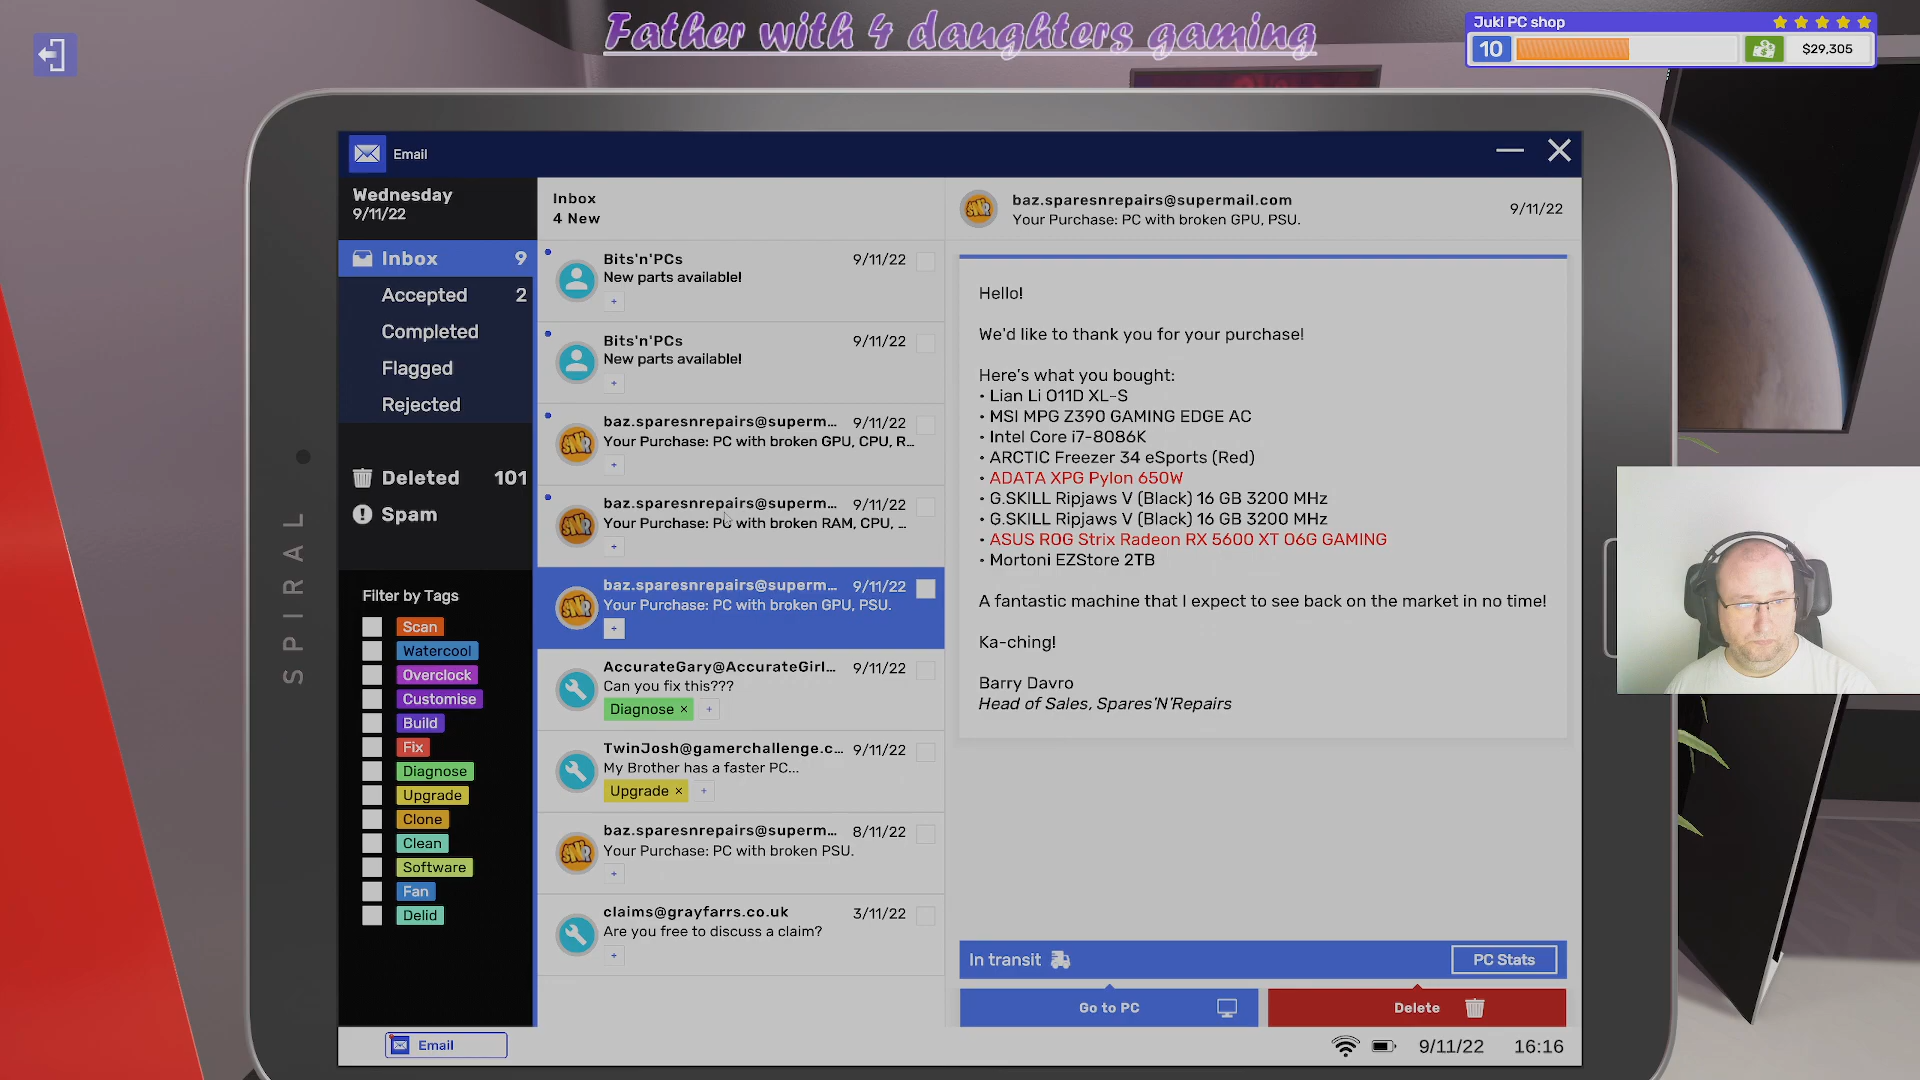 Father with 4 daughters gaming
Juki PC shop
10
$29,305
SPIRAL
Email
Wednesday
9/11/22
Inbox 9
Accepted 2
Completed
Flagged
Rejected
Deleted 101
Spam
Filter by Tags
Scan
Watercool
Overclock
Customise
Build
Fix
Diagnose
Upgrade
Clone
Clean
Software
Fan
Delid
Inbox
4 New
Bits'n'PCs 9/11/22
New parts available!
+
Bits'n'PCs 9/11/22
New parts available!
+
baz.sparesnrepairs@superm... 9/11/22
Your Purchase: PC with broken GPU, CPU, R...
+
baz.sparesnrepairs@superm... 9/11/22
Your Purchase: PC with broken RAM, CPU, ...
+
baz.sparesnrepairs@superm... 9/11/22
Your Purchase: PC with broken GPU, PSU.
+
AccurateGary@AccurateGirl... 9/11/22
Can you fix this???
Diagnose × +
TwinJosh@gamerchallenge.c... 9/11/22
My Brother has a faster PC...
Upgrade × +
baz.sparesnrepairs@superm... 8/11/22
Your Purchase: PC with broken PSU.
+
claims@grayfarrs.co.uk 3/11/22
Are you free to discuss a claim?
+
baz.sparesnrepairs@supermail.com 9/11/22
Your Purchase: PC with broken GPU, PSU.
Hello!
We'd like to thank you for your purchase!
Here's what you bought:
• Lian Li O11D XL-S
• MSI MPG Z390 GAMING EDGE AC
• Intel Core i7-8086K
• ARCTIC Freezer 34 eSports (Red)
• ADATA XPG Pylon 650W
• G.SKILL Ripjaws V (Black) 16 GB 3200 MHz
• G.SKILL Ripjaws V (Black) 16 GB 3200 MHz
• ASUS ROG Strix Radeon RX 5600 XT O6G GAMING
• Mortoni EZStore 2TB
A fantastic machine that I expect to see back on the market in no time!
Ka-ching!
Barry Davro
Head of Sales, Spares'N'Repairs
In transit PC Stats
Go to PC Delete
Email 9/11/22 16:16